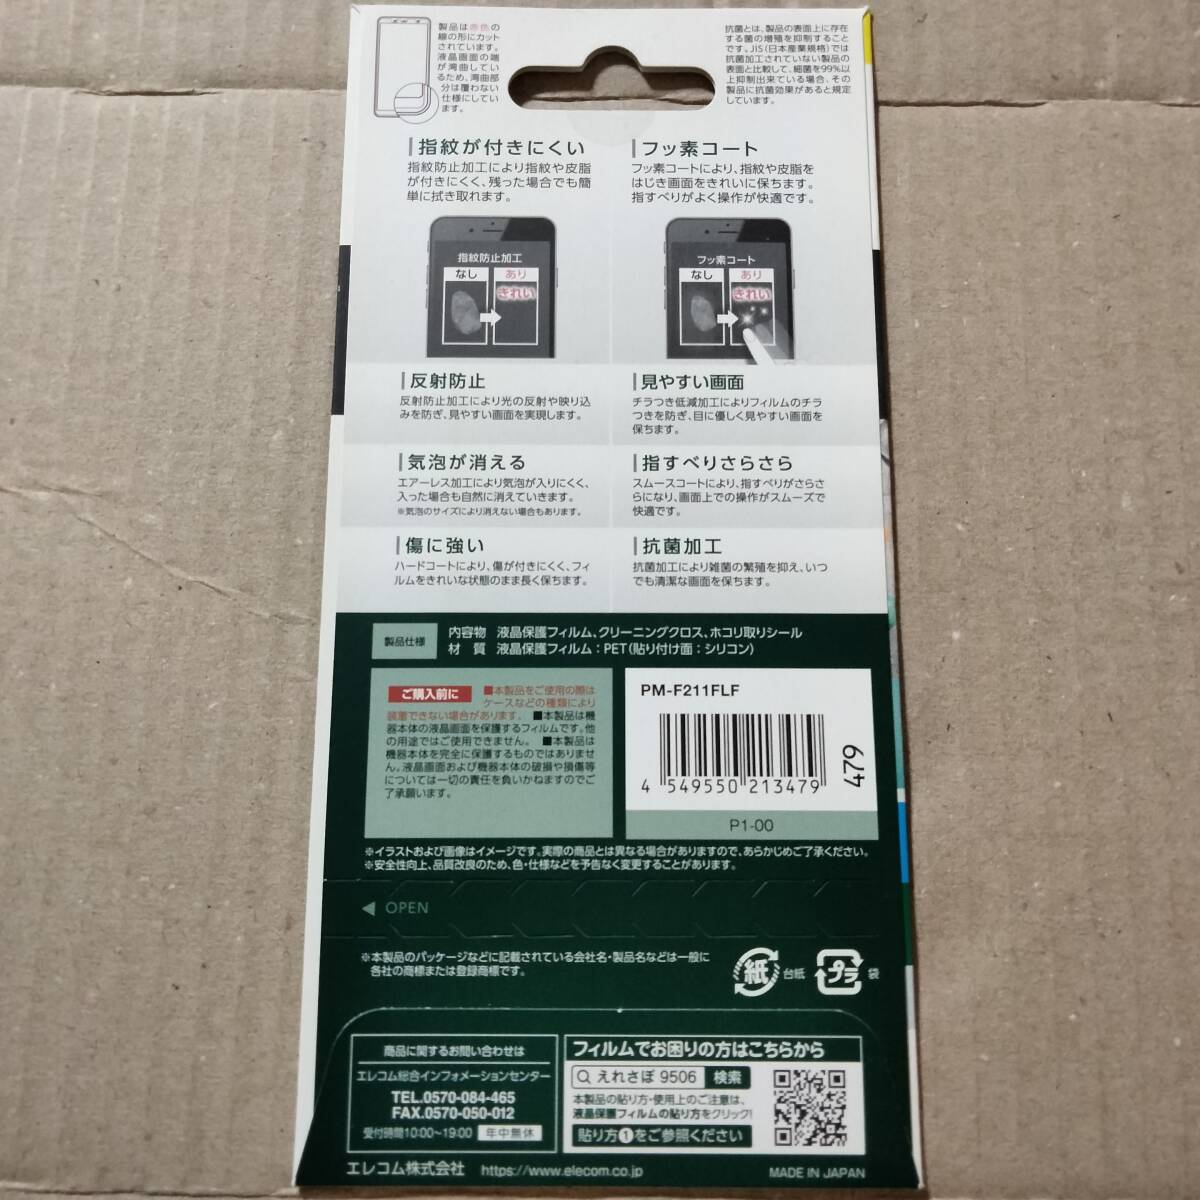 製品は赤色の
線の形にカット
されています。
液晶画面の端
が湾曲してい
るため、湾曲部
分は覆わない
仕様にしてい
ます。
抗菌とは、製品の表面上に存在
する菌の増殖を抑制すること
です。JIS(日本産業規格)では
抗菌加工されていない製品の
表面と比較して、細菌を99%以
上抑制出来ている場合、その
製品に抗菌効果があると規定
しています。
指紋が付きにくい
指紋防止加工により指紋や皮脂
が付きにくく、残った場合でも簡
単に拭き取れます。
指紋防止加工
なし
あり
きれい
フッ素コート
フッ素コートにより、指紋や皮脂を
はじき画面をきれいに保ちます。
指すべりがよく操作が快適です。
フッ素コート
なし
あり
きれい
反射防止
反射防止加工により光の反射や映り込
みを防ぎ、見やすい画面を実現します。
見やすい画面
チラつき低減加工によりフィルムのチラ
つきを防ぎ、目に優しく見やすい画面を
保ちます。
気泡が消える
エアーレス加工により気泡が入りにくく、
入った場合も自然に消えていきます。
※気泡のサイズにより消えない場合もあります。
指すべりさらさら
スムースコートにより、指すべりがさらさ
らになり、画面上での操作がスムーズで
快適です。
傷に強い
ハードコートにより、傷が付きにくく、フィ
ルムをきれいな状態のまま長く保ちます。
抗菌加工
抗菌加工により雑菌の繁殖を抑え、いつ
でも清潔な画面を保ちます。
製品仕様
内容物 液晶保護フィルム、クリーニングクロス、ホコリ取りシール
材 質 液晶保護フィルム:PET(貼り付け面:シリコン)
ご購入前に ■本製品をご使用の際は
ケースなどの種類により
装着できない場合があります。 ■本製品は機
器本体の液晶画面を保護するフィルムです。他
の用途ではご使用できません。 ■本製品は
機器本体を完全に保護するものではありませ
ん。液晶画面および機器本体の破損や損傷等
については一切の責任を負いかねますのでご
了承願います。
PM-F211FLF
4 549550 213479
479
P1-00
※イラストおよび画像はイメージです。実際の商品とは異なる場合がありますので、あらかじめご了承ください。
※安全性向上、品質改良のため、色・仕様などを予告なく変更することがあります。
◀ OPEN
※本製品のパッケージなどに記載されている会社名・製品名などは一般に
各社の商標または登録商標です。
紙 台紙
プラ 袋
商品に関するお問い合わせは
エレコム総合インフォメーションセンター
TEL.0570-084-465
FAX.0570-050-012
受付時間10:00〜19:00 年中無休
フィルムでお困りの方はこちらから
えれさぽ 9506 検索
本製品の貼り方・使用上のご注意は、
液晶保護フィルムの貼り方をクリック!
貼り方❶をご参照ください
エレコム株式会社 https://www.elecom.co.jp
MADE IN JAPAN